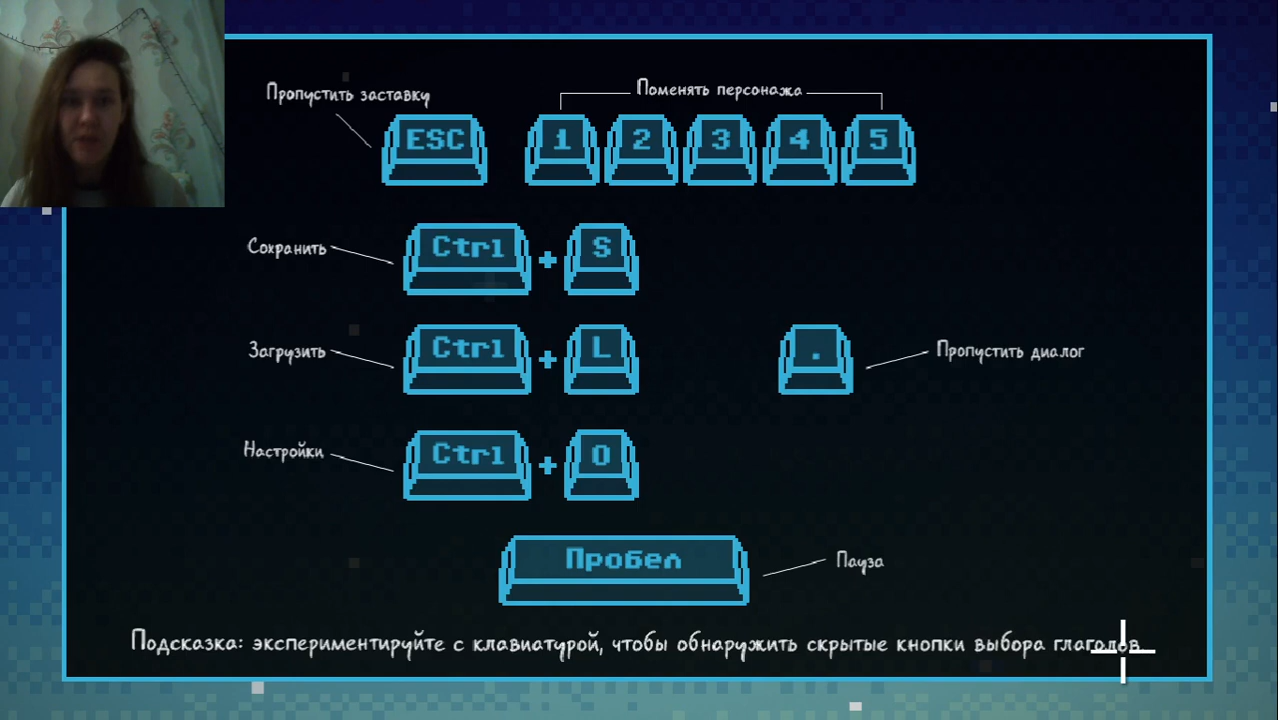 Пропустить заставку
Поменять персонажа
ESC 1 2 3 4 5
Сохранить
Ctrl + S
Загрузить
Ctrl + L
. Пропустить диалог
Настройки
Ctrl + O
Пробел
Пауза
Подсказка: экспериментируйте с клавиатурой, чтобы обнаружить скрытые кнопки выбора глаголов.